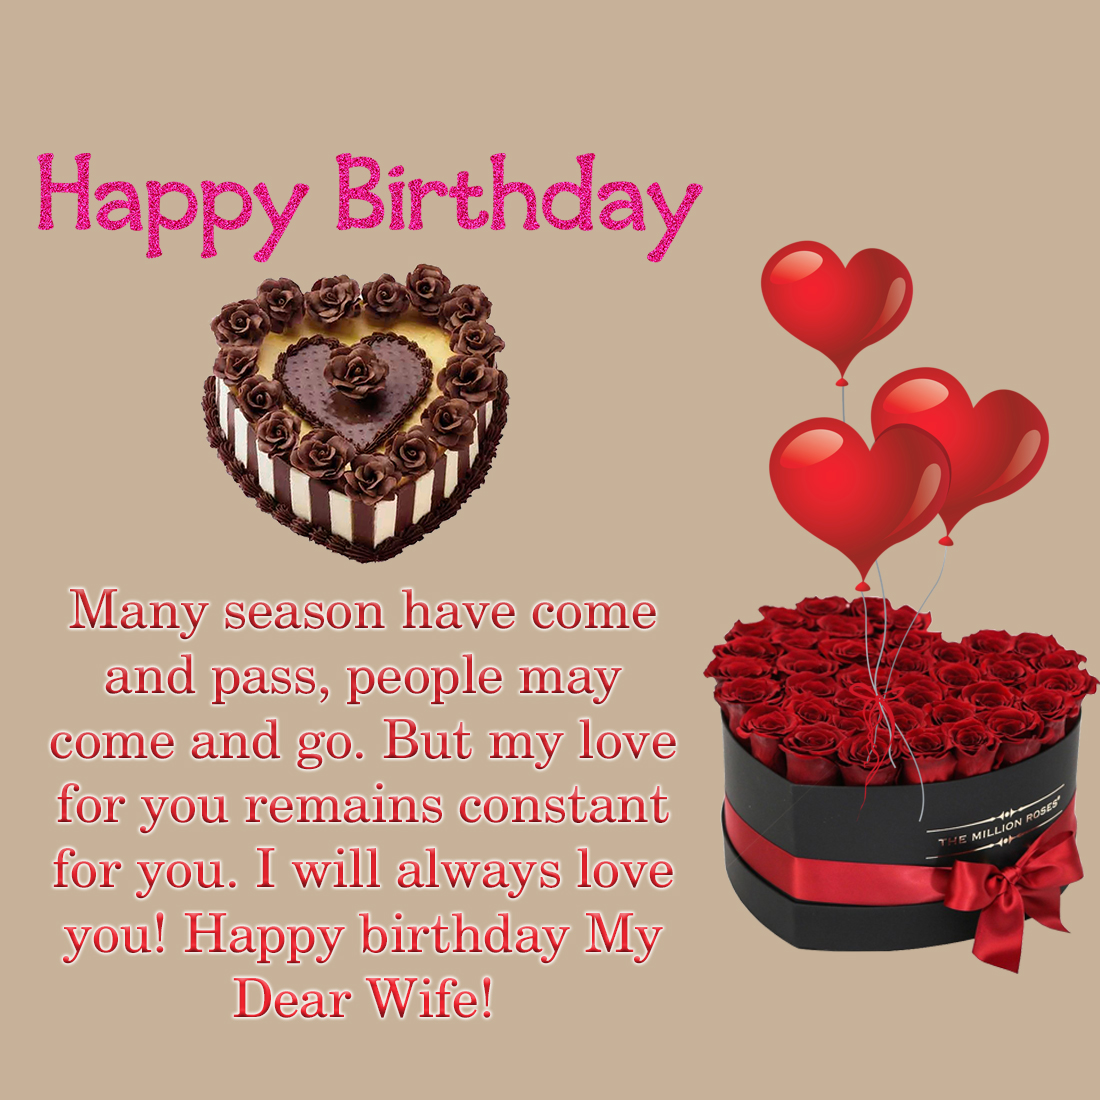 Happy Birthday
Many season have come
and pass, people may
come and go. But my love
for you remains constant
for you. I will always love
you! Happy birthday My
Dear Wife!
THE MILLION ROSES®